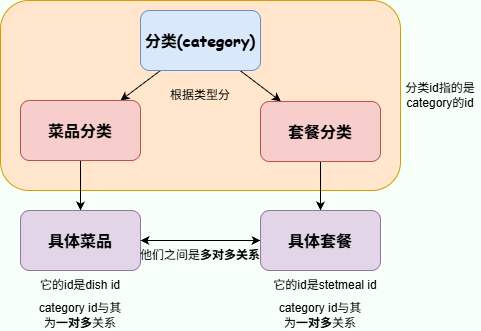 分类(category)
根据类型分
分类id指的是
category的id
菜品分类
套餐分类
具体菜品
他们之间是多对多关系
具体套餐
它的id是dish id
category id与其
为一对多关系
它的id是stetmeal id
category id与其
为一对多关系